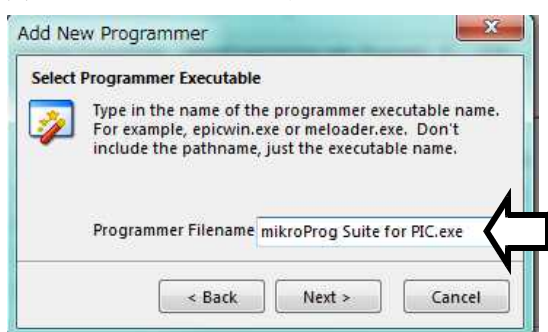 Add New Programmer
Select Programmer Executable
Type in the name of the programmer executable name.
For example, epicwin.exe or meloader.exe. Don't
include the pathname, just the executable name.
Programmer Filename mikroProg Suite for PIC.exe
< Back Next > Cancel